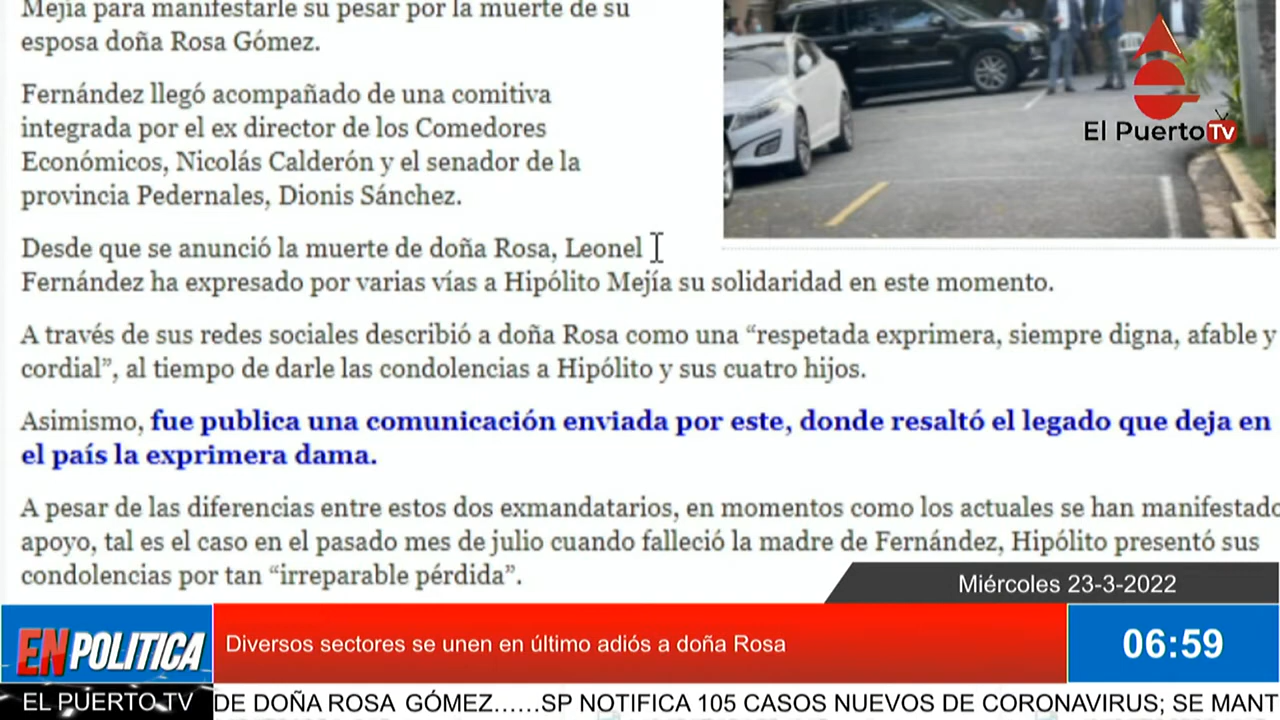 Mejía para manifestarle su pesar por la muerte de su
esposa doña Rosa Gómez.
Fernández llegó acompañado de una comitiva
integrada por el ex director de los Comedores
Económicos, Nicolás Calderón y el senador de la
provincia Pedernales, Dionis Sánchez.
Desde que se anunció la muerte de doña Rosa, Leonel
Fernández ha expresado por varias vías a Hipólito Mejía su solidaridad en este momento.
A través de sus redes sociales describió a doña Rosa como una “respetada exprimera, siempre digna, afable y
cordial”, al tiempo de darle las condolencias a Hipólito y sus cuatro hijos.
Asimismo, fue publica una comunicación enviada por este, donde resaltó el legado que deja en
el país la exprimera dama.
A pesar de las diferencias entre estos dos exmandatarios, en momentos como los actuales se han manifestado
apoyo, tal es el caso en el pasado mes de julio cuando falleció la madre de Fernández, Hipólito presentó sus
condolencias por tan “irreparable pérdida”.
El Puerto Tv
Miércoles 23-3-2022
EN POLITICA
Diversos sectores se unen en último adiós a doña Rosa
06:59
EL PUERTO TV
DE DOÑA ROSA GÓMEZ......SP NOTIFICA 105 CASOS NUEVOS DE CORONAVIRUS; SE MANT